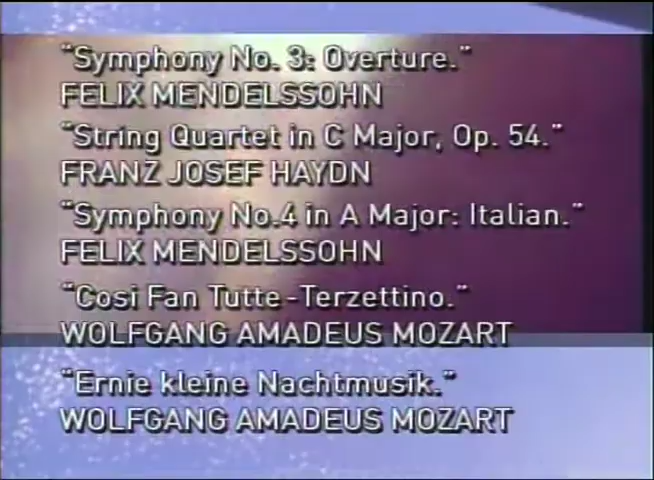 "Symphony No. 3: Overture."
FELIX MENDELSSOHN
"String Quartet in C Major, Op. 54."
FRANZ JOSEF HAYDN
"Symphony No.4 in A Major: Italian."
FELIX MENDELSSOHN
"Cosi Fan Tutte-Terzettino."
WOLFGANG AMADEUS MOZART
"Ernie kleine Nachtmusik."
WOLFGANG AMADEUS MOZART